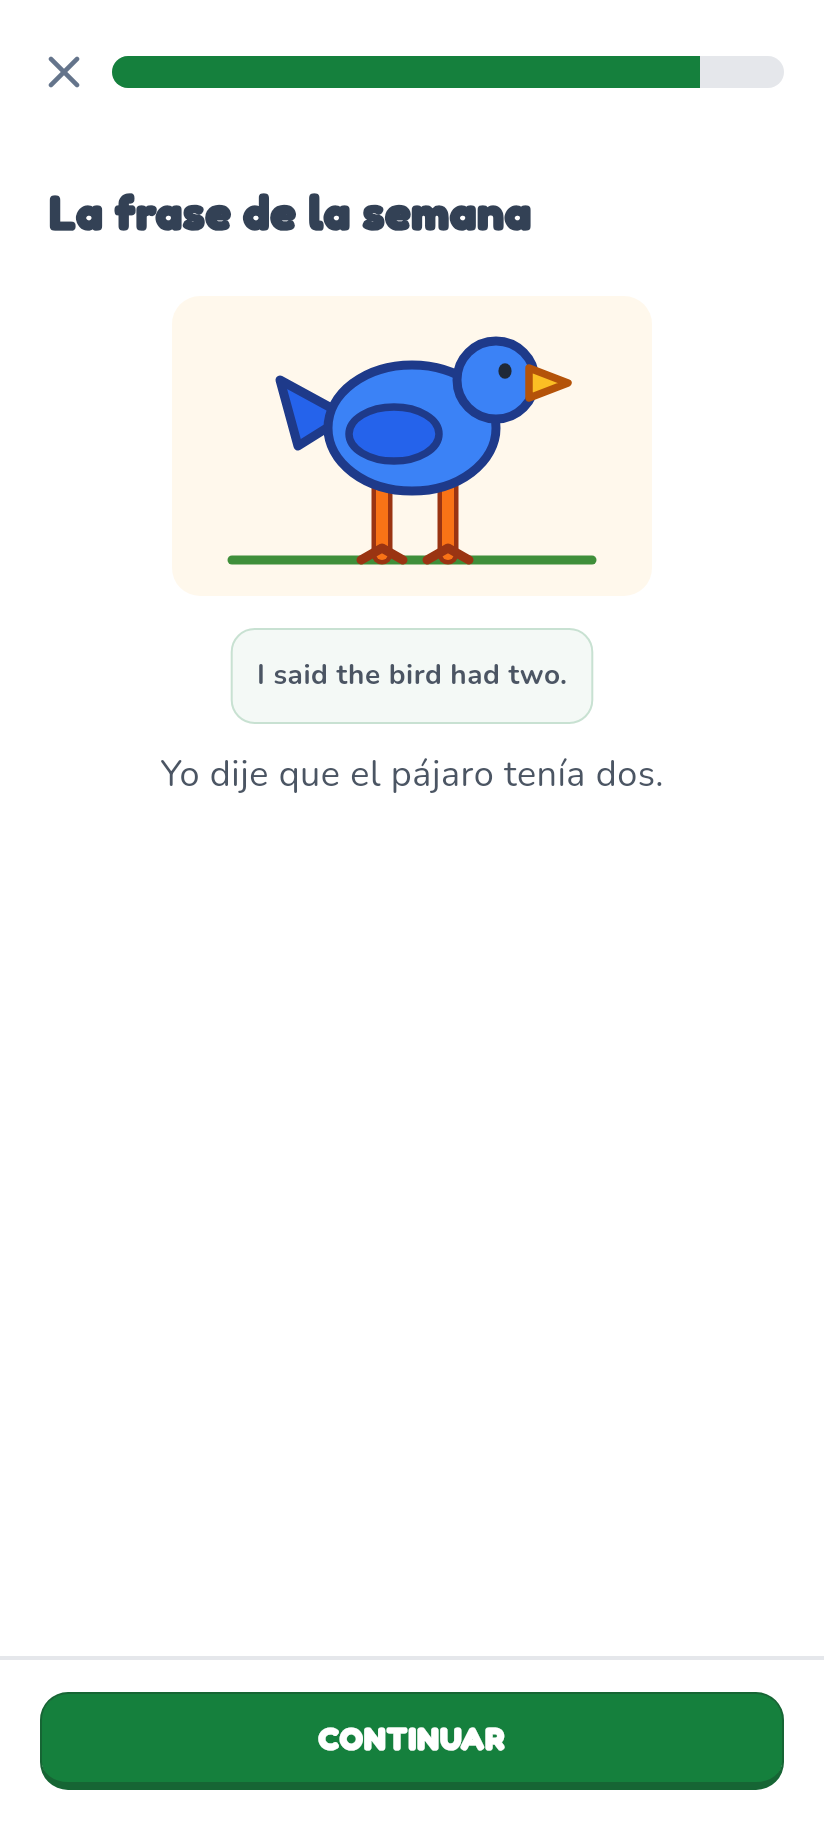 La frase de la semana
I said the bird had two.
Yo dije que el pájaro tenía dos.
CONTINUAR